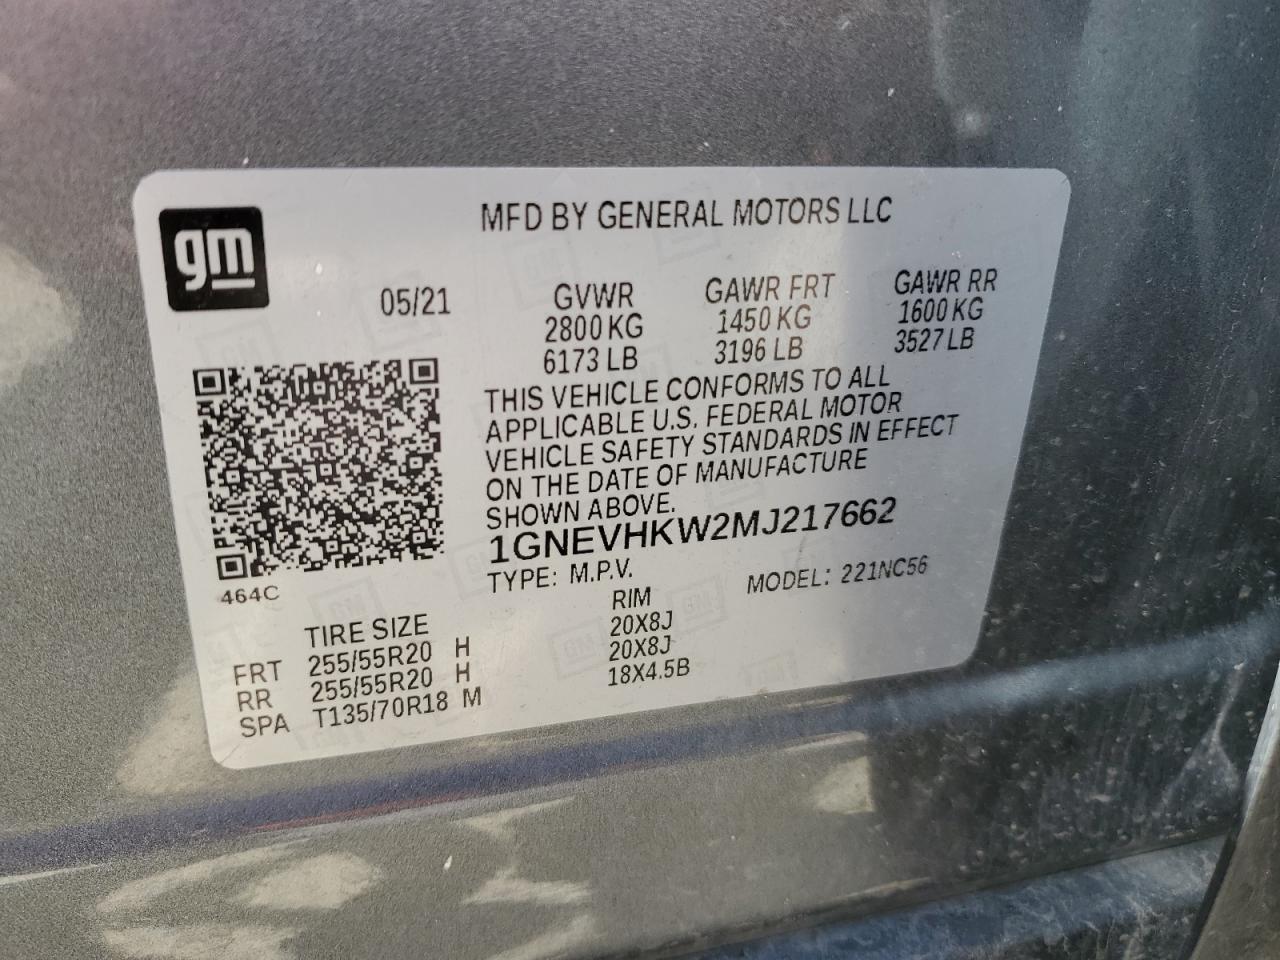 gm
MFD BY GENERAL MOTORS LLC
05/21 GVWR GAWR FRT GAWR RR
2800 KG 1450 KG 1600 KG
6173 LB 3196 LB 3527 LB
THIS VEHICLE CONFORMS TO ALL
APPLICABLE U.S. FEDERAL MOTOR
VEHICLE SAFETY STANDARDS IN EFFECT
ON THE DATE OF MANUFACTURE
SHOWN ABOVE.
1GNEVHKW2MJ217662
TYPE: M.P.V. MODEL: 221NC56
464C
TIRE SIZE RIM
FRT 255/55R20 H 20X8J
RR 255/55R20 H 20X8J
SPA T135/70R18 M 18X4.5B